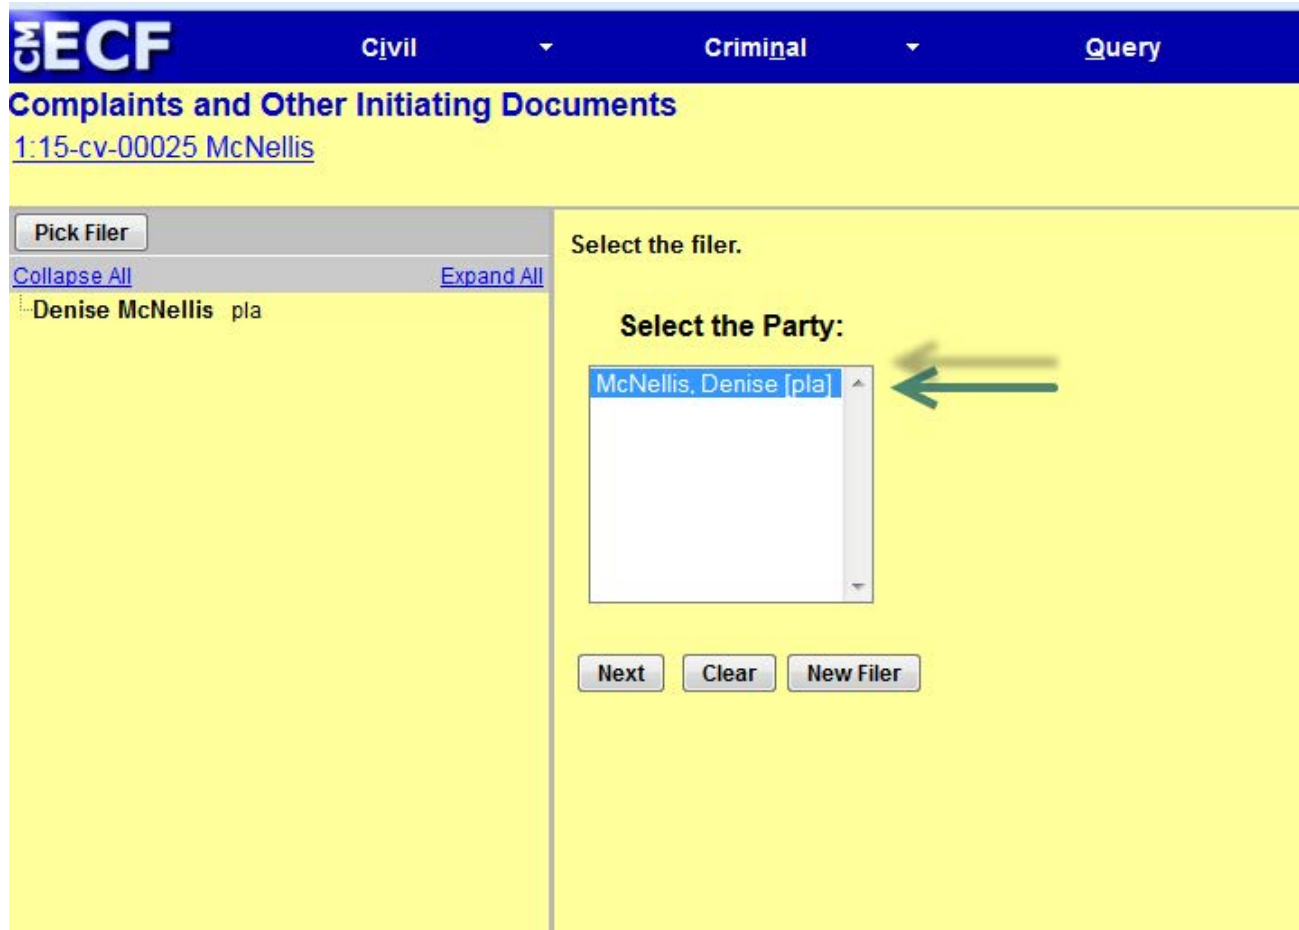 CM ECF Civil Criminal Query
Complaints and Other Initiating Documents
1:15-cv-00025 McNellis
Pick Filer
Collapse All Expand All
Denise McNellis pla
Select the filer.
Select the Party:
McNellis, Denise [pla]
Next Clear New Filer